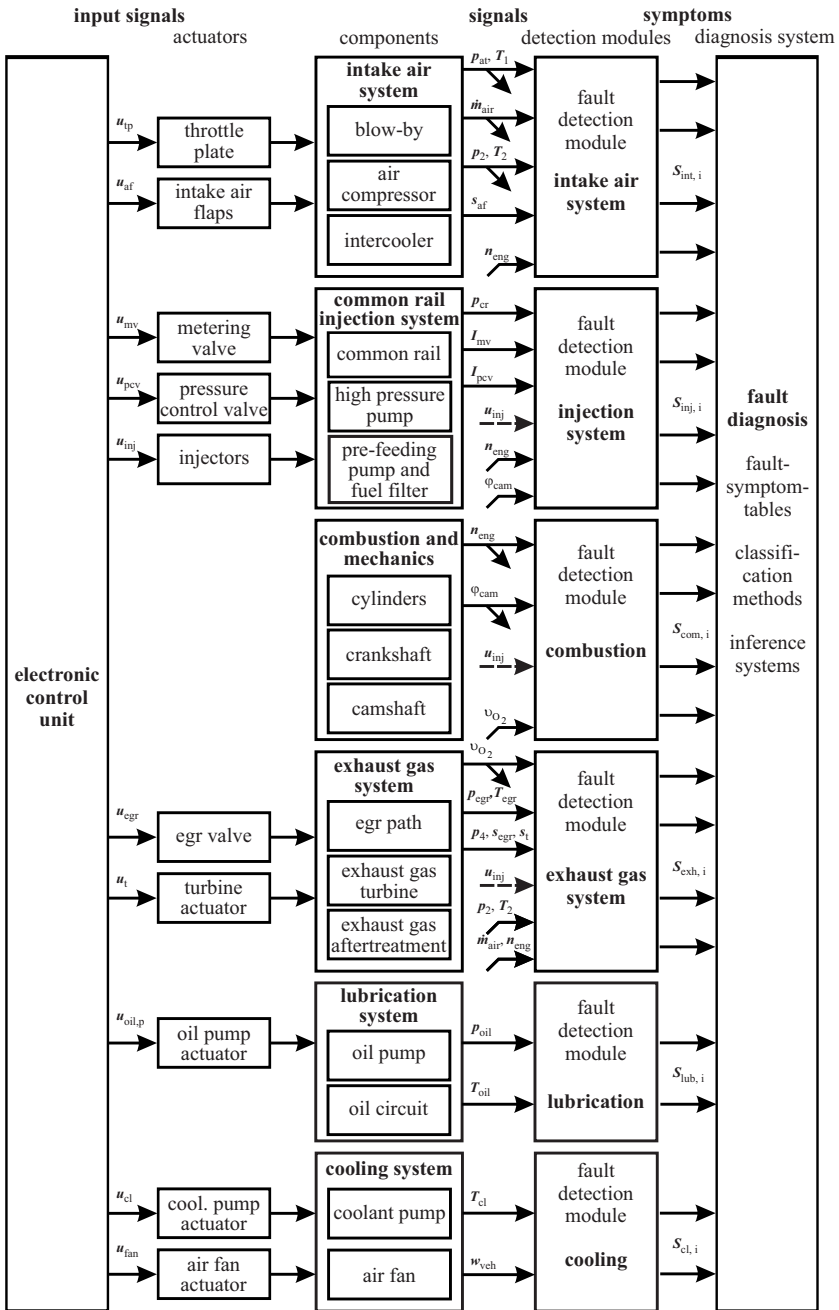 input signals
signals
symptoms
actuators
components
detection modules
diagnosis system
electronic
control
unit
u_tp
throttle
plate
u_af
intake air
flaps
intake air
system
blow-by
air
compressor
intercooler
p_at, T_1
ṁ_air
p_2, T_2
s_af
n_eng
fault
detection
module
intake air
system
S_int, i
u_mv
metering
valve
u_pcv
pressure
control valve
u_inj
injectors
common rail
injection system
common rail
high pressure
pump
pre-feeding
pump and
fuel filter
p_cr
I_mv
I_pcv
u_inj
n_eng
φ_cam
fault
detection
module
injection
system
S_inj, i
combustion and
mechanics
cylinders
crankshaft
camshaft
n_eng
φ_cam
u_inj
υ_O_2
fault
detection
module
combustion
S_com, i
u_egr
egr valve
u_t
turbine
actuator
exhaust gas
system
egr path
exhaust gas
turbine
exhaust gas
aftertreatment
υ_O_2
p_egr, T_egr
p_4, s_egr, s_t
u_inj
p_2, T_2
ṁ_air, n_eng
fault
detection
module
exhaust gas
system
S_exh, i
u_oil,p
oil pump
actuator
lubrication
system
oil pump
oil circuit
p_oil
T_oil
fault
detection
module
lubrication
S_lub, i
u_cl
cool. pump
actuator
u_fan
air fan
actuator
cooling system
coolant pump
air fan
T_cl
w_veh
fault
detection
module
cooling
S_cl, i
fault
diagnosis
fault-
symptom-
tables
classifi-
cation
methods
inference
systems